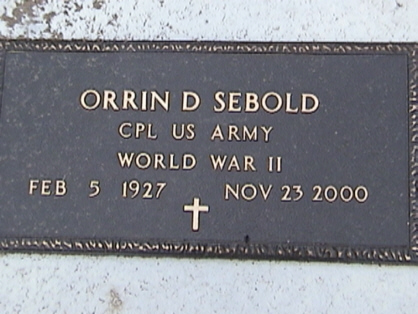 ORRIN D SEBOLD
CPL US ARMY
WORLD WAR II
FEB 5 1927 NOV 23 2000